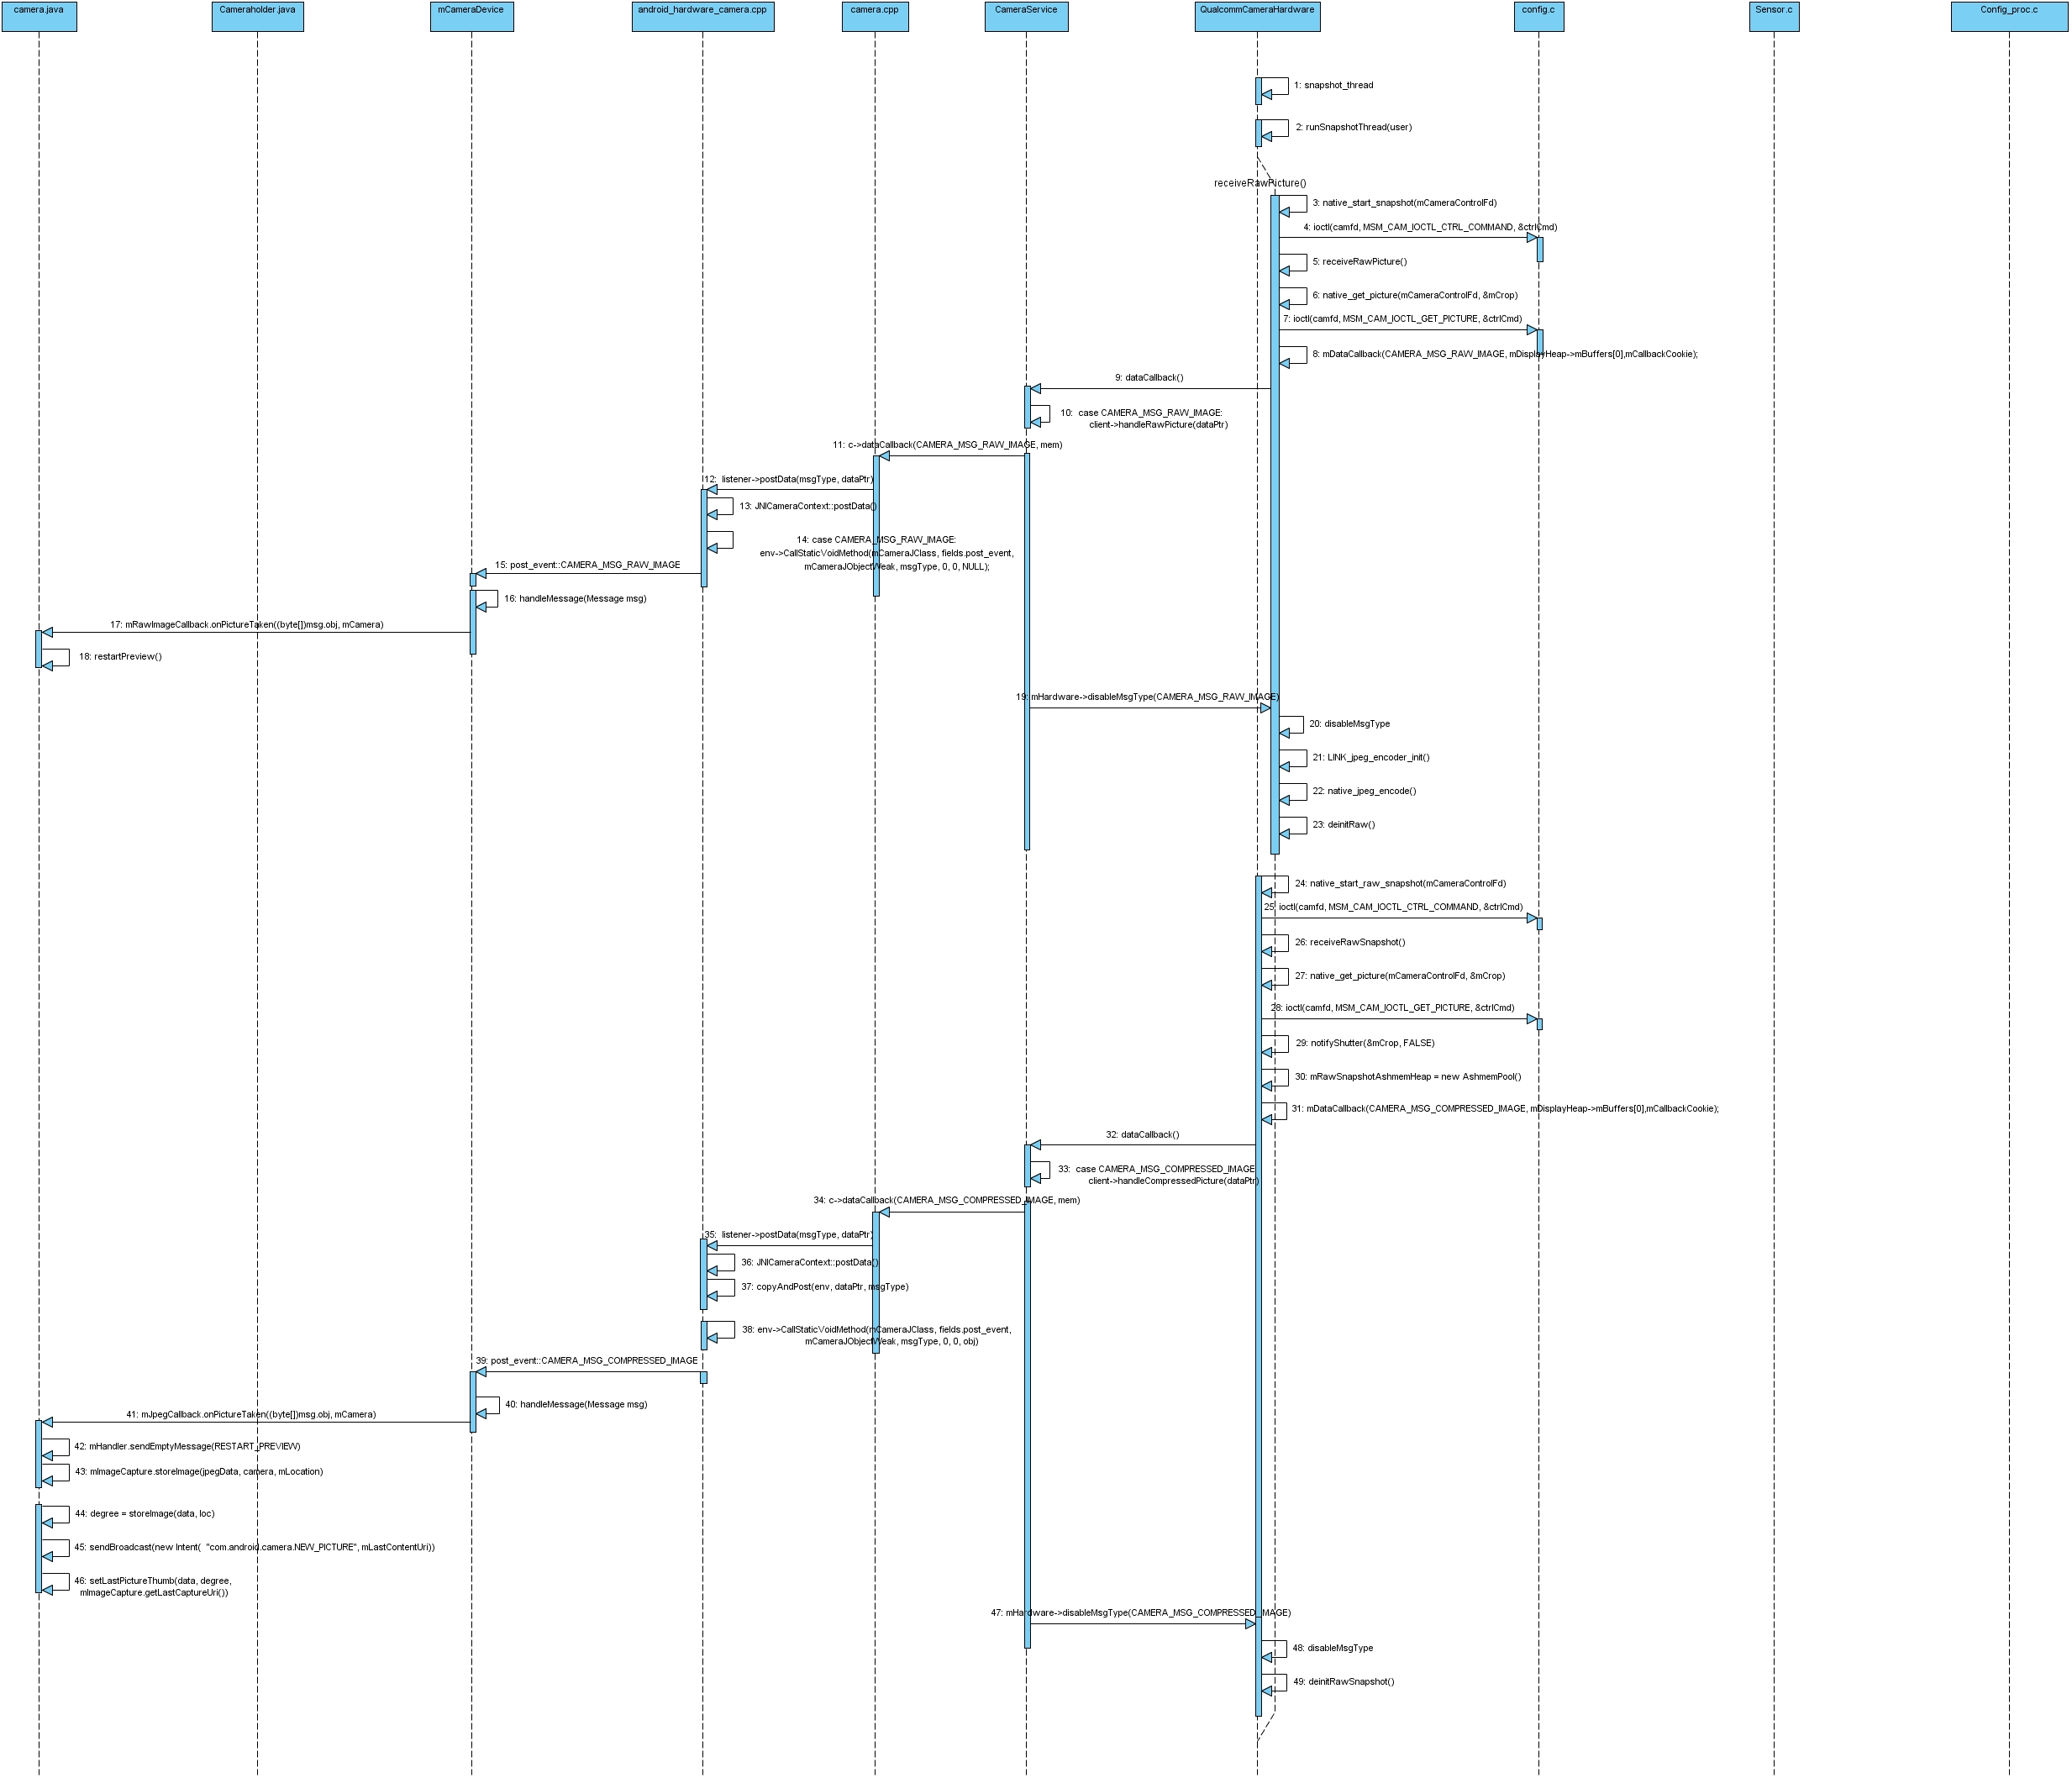 camera.java
Cameraholder.java
mCameraDevice
android_hardware_camera.cpp
camera.cpp
CameraService
QualcommCameraHardware
config.c
Sensor.c
Config_proc.c
1: snapshot_thread
2: runSnapshotThread(user)
receiveRawPicture()
3: native_start_snapshot(mCameraControlFd)
4: ioctl(camfd, MSM_CAM_IOCTL_CTRL_COMMAND, &ctrlCmd)
5: receiveRawPicture()
6: native_get_picture(mCameraControlFd, &mCrop)
7: ioctl(camfd, MSM_CAM_IOCTL_GET_PICTURE, &ctrlCmd)
8: mDataCallback(CAMERA_MSG_RAW_IMAGE, mDisplayHeap->mBuffers[0],mCallbackCookie);
9: dataCallback()
10:  case CAMERA_MSG_RAW_IMAGE:
client->handleRawPicture(dataPtr)
11: c->dataCallback(CAMERA_MSG_RAW_IMAGE, mem)
12:  listener->postData(msgType, dataPtr)
13: JNICameraContext::postData()
14: case CAMERA_MSG_RAW_IMAGE:
env->CallStaticVoidMethod(mCameraJClass, fields.post_event,
mCameraJObjectWeak, msgType, 0, 0, NULL);
15: post_event::CAMERA_MSG_RAW_IMAGE
16: handleMessage(Message msg)
17: mRawImageCallback.onPictureTaken((byte[])msg.obj, mCamera)
18: restartPreview()
19: mHardware->disableMsgType(CAMERA_MSG_RAW_IMAGE)
20: disableMsgType
21: LINK_jpeg_encoder_init()
22: native_jpeg_encode()
23: deinitRaw()
24: native_start_raw_snapshot(mCameraControlFd)
25: ioctl(camfd, MSM_CAM_IOCTL_CTRL_COMMAND, &ctrlCmd)
26: receiveRawSnapshot()
27: native_get_picture(mCameraControlFd, &mCrop)
28: ioctl(camfd, MSM_CAM_IOCTL_GET_PICTURE, &ctrlCmd)
29: notifyShutter(&mCrop, FALSE)
30: mRawSnapshotAshmemHeap = new AshmemPool()
31: mDataCallback(CAMERA_MSG_COMPRESSED_IMAGE, mDisplayHeap->mBuffers[0],mCallbackCookie);
32: dataCallback()
33:  case CAMERA_MSG_COMPRESSED_IMAGE
client->handleCompressedPicture(dataPtr)
34: c->dataCallback(CAMERA_MSG_COMPRESSED_IMAGE, mem)
35:  listener->postData(msgType, dataPtr)
36: JNICameraContext::postData()
37: copyAndPost(env, dataPtr, msgType)
38: env->CallStaticVoidMethod(mCameraJClass, fields.post_event,
mCameraJObjectWeak, msgType, 0, 0, obj)
39: post_event::CAMERA_MSG_COMPRESSED_IMAGE
40: handleMessage(Message msg)
41: mJpegCallback.onPictureTaken((byte[])msg.obj, mCamera)
42: mHandler.sendEmptyMessage(RESTART_PREVIEW)
43: mImageCapture.storeImage(jpegData, camera, mLocation)
44: degree = storeImage(data, loc)
45: sendBroadcast(new Intent(  "com.android.camera.NEW_PICTURE", mLastContentUri))
46: setLastPictureThumb(data, degree,
mImageCapture.getLastCaptureUri())
47: mHardware->disableMsgType(CAMERA_MSG_COMPRESSED_IMAGE)
48: disableMsgType
49: deinitRawSnapshot()